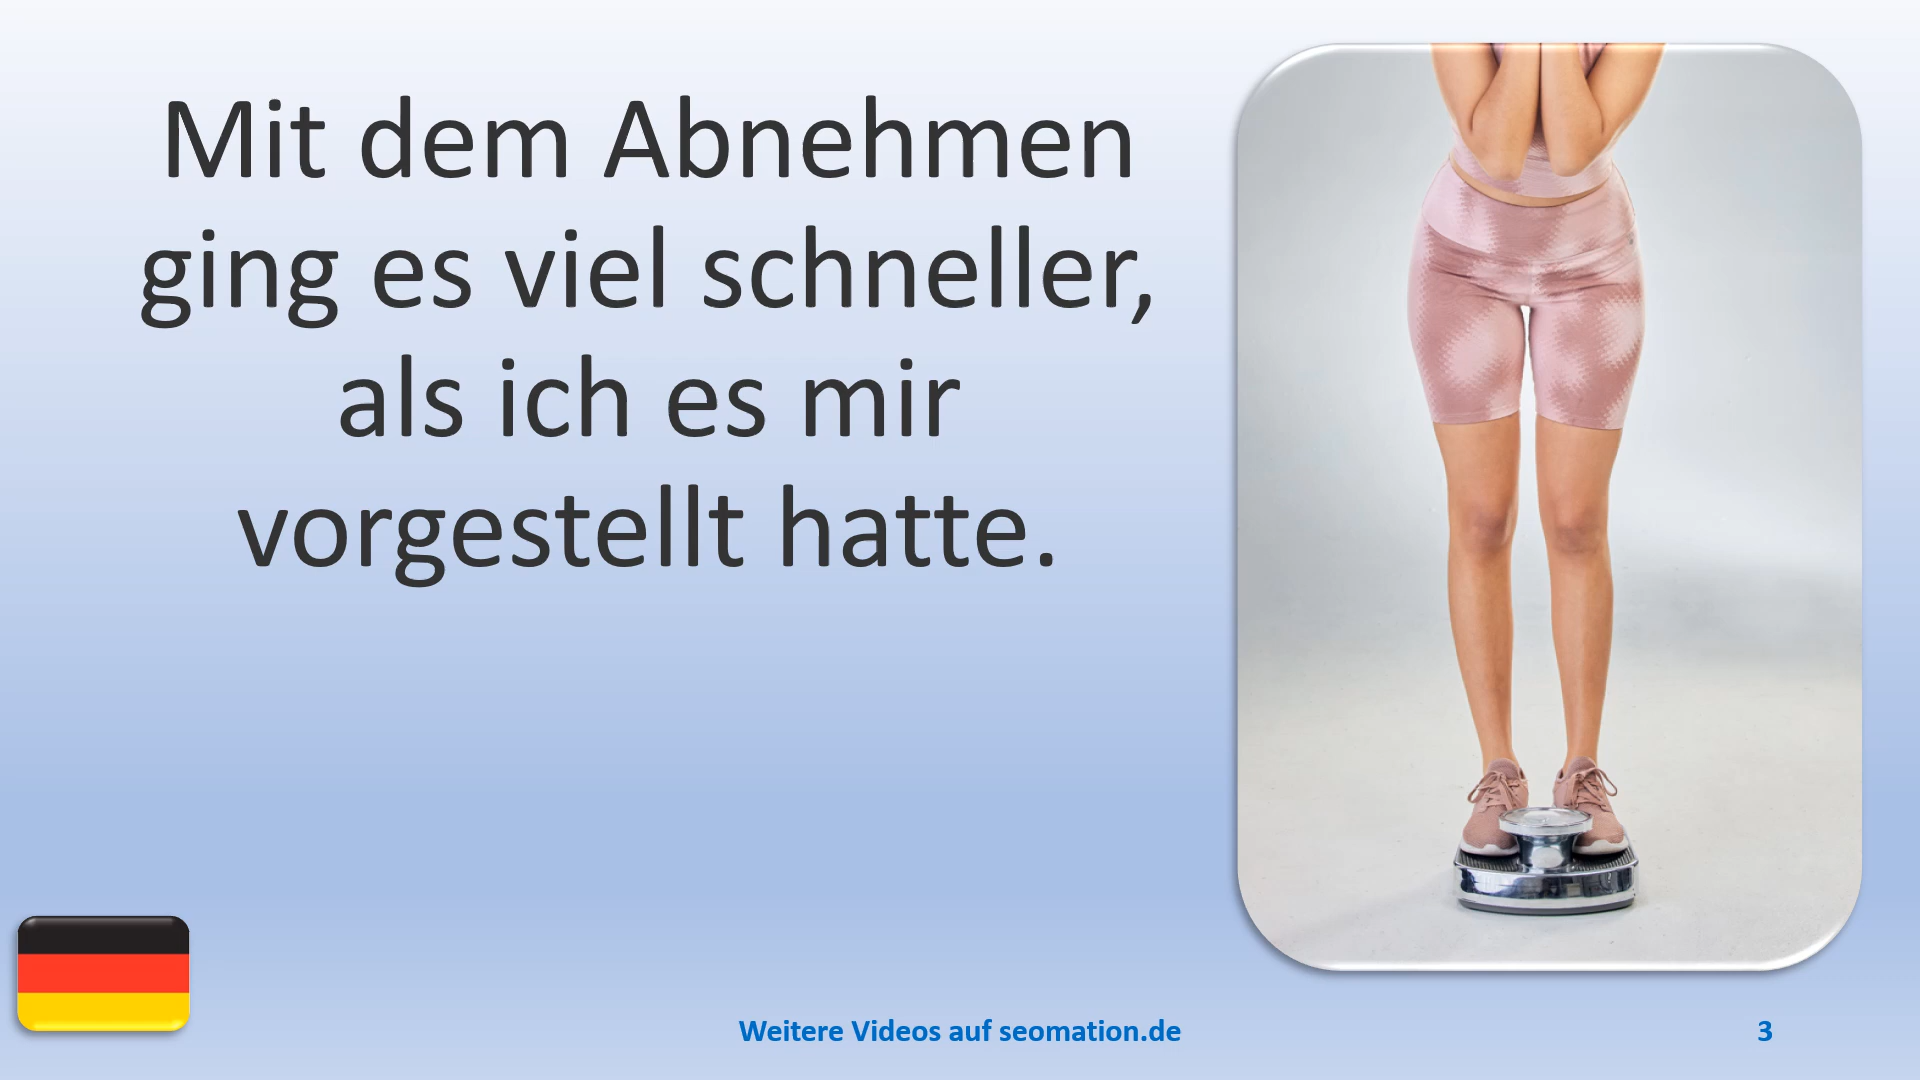 Mit dem Abnehmen
ging es viel schneller,
als ich es mir
vorgestellt hatte.
Weitere Videos auf seomation.de
3